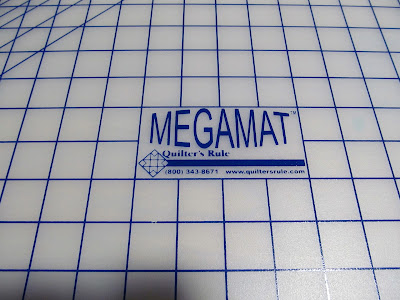 MEGAMAT™
Quilter's Rule
(800) 343-8671 www.quiltersrule.com